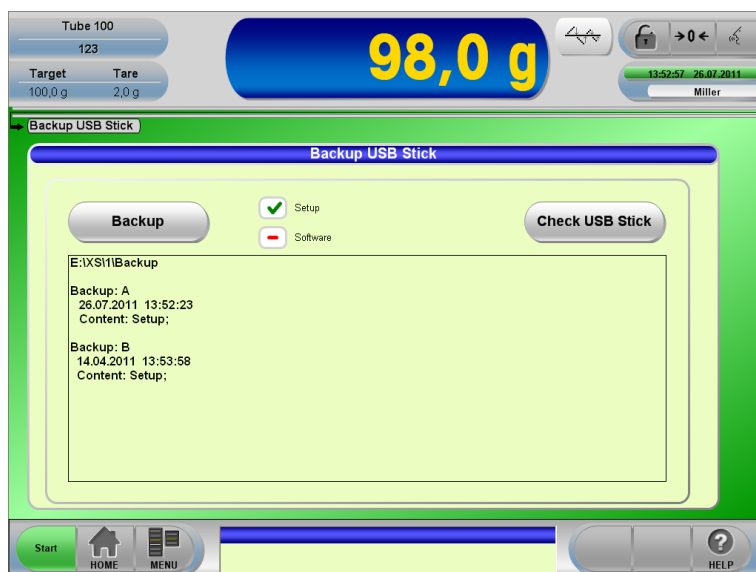 Tube 100
123
Target Tare
100,0 g 2,0 g
98,0 g
→0←
13:52:57 26.07.2011
Miller
Backup USB Stick
Backup USB Stick
Backup
Setup
Software
Check USB Stick
E:\XS\1\Backup
Backup: A
26.07.2011 13:52:23
Content: Setup;
Backup: B
14.04.2011 13:53:58
Content: Setup;
Start
HOME
MENU
?
HELP